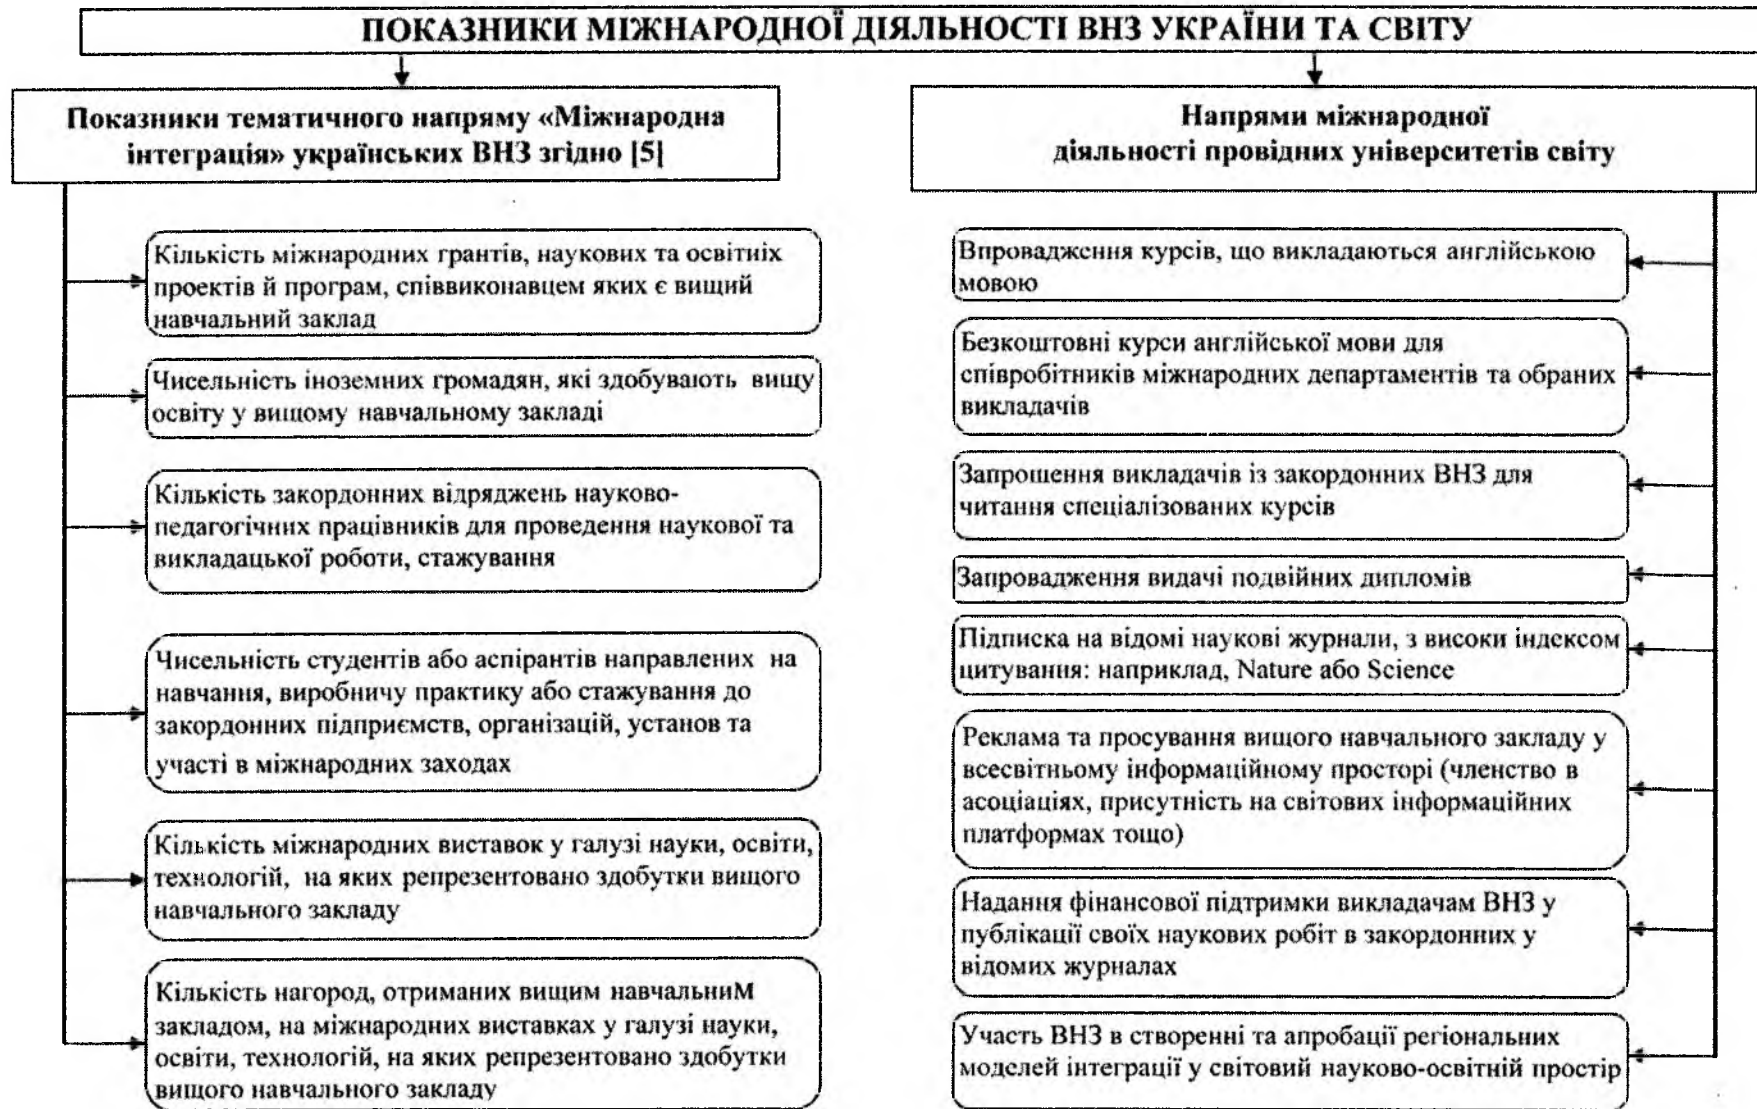 ПОКАЗНИКИ МІЖНАРОДНОЇ ДІЯЛЬНОСТІ ВНЗ УКРАЇНИ ТА СВІТУ
Показники тематичного напряму «Міжнародна
інтеграція» українських ВНЗ згідно [5]
Кількість міжнародних грантів, наукових та освітніх
проектів й програм, співвиконавцем яких є вищий
навчальний заклад
Чисельність іноземних громадян, які здобувають вищу
освіту у вищому навчальному закладі
Кількість закордонних відряджень науково-
педагогічних працівників для проведення наукової та
викладацької роботи, стажування
Чисельність студентів або аспірантів направлених на
навчання, виробничу практику або стажування до
закордонних підприємств, організацій, установ та
участі в міжнародних заходах
Кількість міжнародних виставок у галузі науки, освіти,
технологій, на яких репрезентовано здобутки вищого
навчального закладу
Кількість нагород, отриманих вищим навчальниМ
закладом, на міжнародних виставках у галузі науки,
освіти, технологій, на яких репрезентовано здобутки
вищого навчального закладу
Напрями міжнародної
діяльності провідних університетів світу
Впровадження курсів, що викладаються англійською
мовою
Безкоштовні курси англійської мови для
співробітників міжнародних департаментів та обраних
викладачів
Запрошення викладачів із закордонних ВНЗ для
читання спеціалізованих курсів
Запровадження видачі подвійних дипломів
Підписка на відомі наукові журнали, з високи індексом
цитування: наприклад, Nature або Science
Реклама та просування вищого навчального закладу у
всесвітньому інформаційному просторі (членство в
асоціаціях, присутність на світових інформаційних
платформах тощо)
Надання фінансової підтримки викладачам ВНЗ у
публікації своїх наукових робіт в закордонних у
відомих журналах
Участь ВНЗ в створенні та апробації регіональних
моделей інтеграції у світовий науково-освітній простір